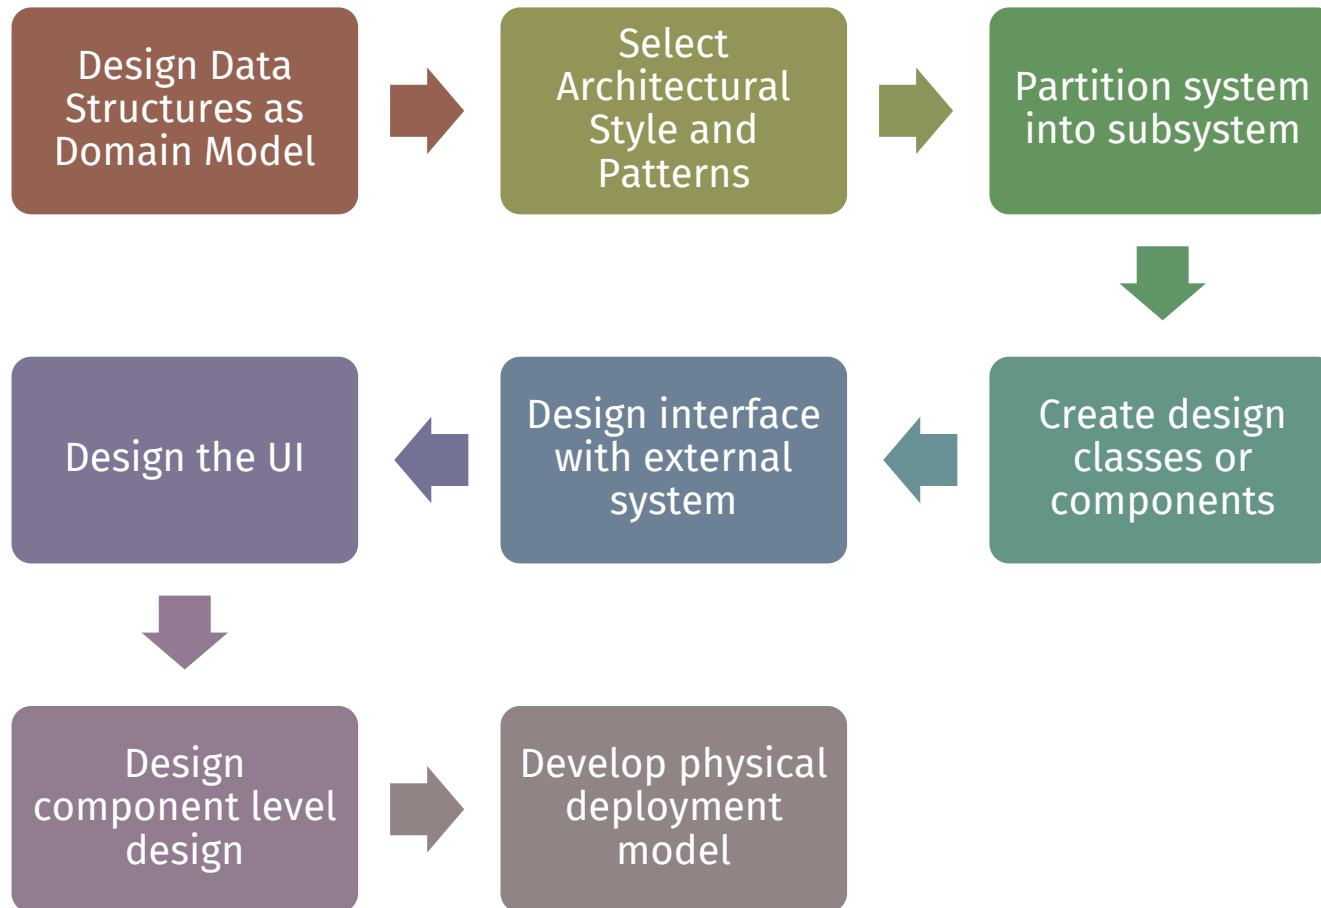 Design Data
Structures as
Domain Model
Select
Architectural
Style and
Patterns
Partition system
into subsystem
Create design
classes or
components
Design interface
with external
system
Design the UI
Design
component level
design
Develop physical
deployment
model